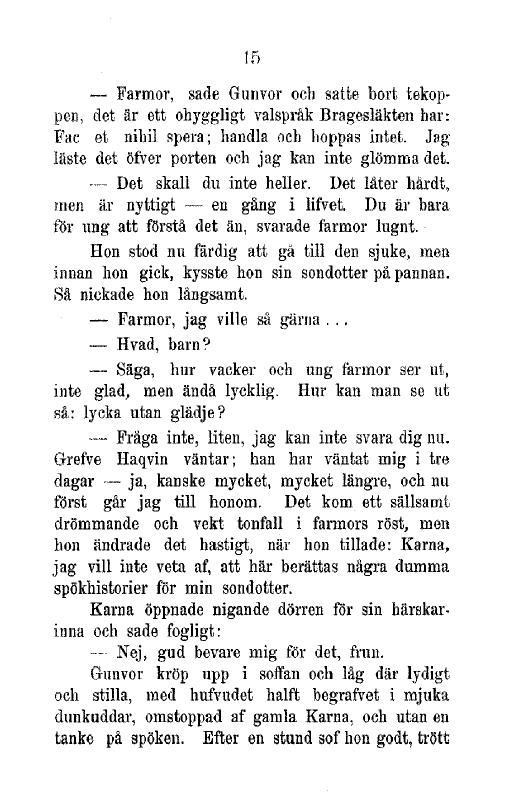 15
— Farmor, sade Gunvor och satte bort tekop-
pen, det är ett ohyggligt valspråk Bragesläkten har:
Fac et nihil spera; handla och hoppas intet. Jag
läste det öfver porten och jag kan inte glömma det.
— Det skall du inte heller. Det låter hårdt,
men är nyttigt — en gång i lifvet. Du är bara
för ung att förstå det än, svarade farmor lugnt.
Hon stod nu färdig att gå till den sjuke, men
innan hon gick, kysste hon sin sondotter på pannan.
Så nickade hon långsamt.
— Farmor, jag ville så gärna ...
— Hvad, barn?
— Säga, hur vacker och ung farmor ser ut,
inte glad, men ändå lycklig. Hur kan man se ut
så: lycka utan glädje?
— Fråga inte, liten, jag kan inte svara dig nu.
Grefve Haqvin väntar; han har väntat mig i tre
dagar — ja, kanske mycket, mycket längre, och nu
först går jag till honom. Det kom ett sällsamt
drömmande och vekt tonfall i farmors röst, men
hon ändrade det hastigt, när hon tillade: Karna,
jag vill inte veta af, att här berättas några dumma
spökhistorier för min sondotter.
Karna öppnade nigande dörren för sin härskar-
inna och sade fogligt:
— Nej, gud bevare mig för det, frun.
Gunvor kröp upp i soffan och låg där lydigt
och stilla, med hufvudet halft begrafvet i mjuka
dunkuddar, omstoppad af gamla Karna, och utan en
tanke på spöken. Efter en stund sof hon godt, trött